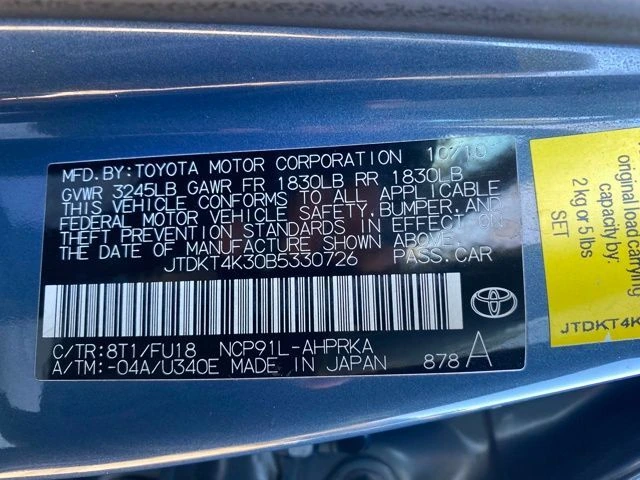 MFD.BY:TOYOTA MOTOR CORPORATION 10/10
GVWR 3245LB GAWR FR 1830LB RR 1830LB
THIS VEHICLE CONFORMS TO ALL APPLICABLE
FEDERAL MOTOR VEHICLE SAFETY,BUMPER,AND
THEFT PREVENTION STANDARDS IN EFFECT ON
THE DATE OF MANUFACTURE SHOWN ABOVE.
JTDKT4K30B5330726 PASS.CAR
C/TR:8T1/FU18 NCP91L-AHPRKA
A/TM:-04A/U340E MADE IN JAPAN 878 A
load carrying
capacity by:
2 kg or 5 lbs
SET
JTDKT4K